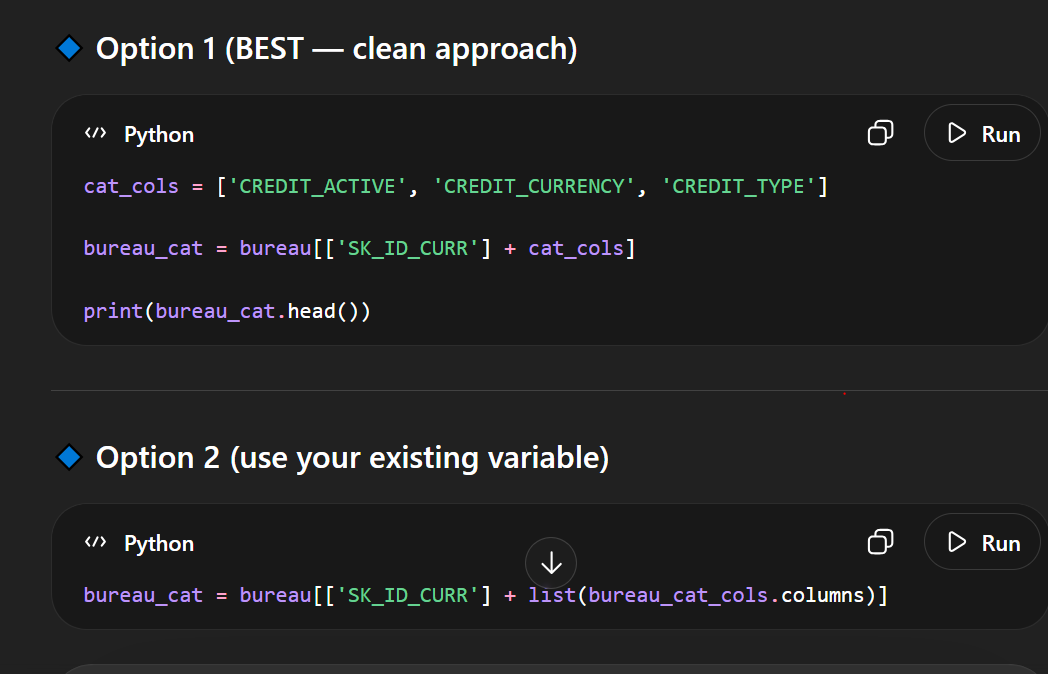 Option 1 (BEST — clean approach)
Python
Run
cat_cols = ['CREDIT_ACTIVE', 'CREDIT_CURRENCY', 'CREDIT_TYPE']
bureau_cat = bureau[['SK_ID_CURR'] + cat_cols]
print(bureau_cat.head())
Option 2 (use your existing variable)
Python
Run
bureau_cat = bureau[['SK_ID_CURR'] + list(bureau_cat_cols.columns)]